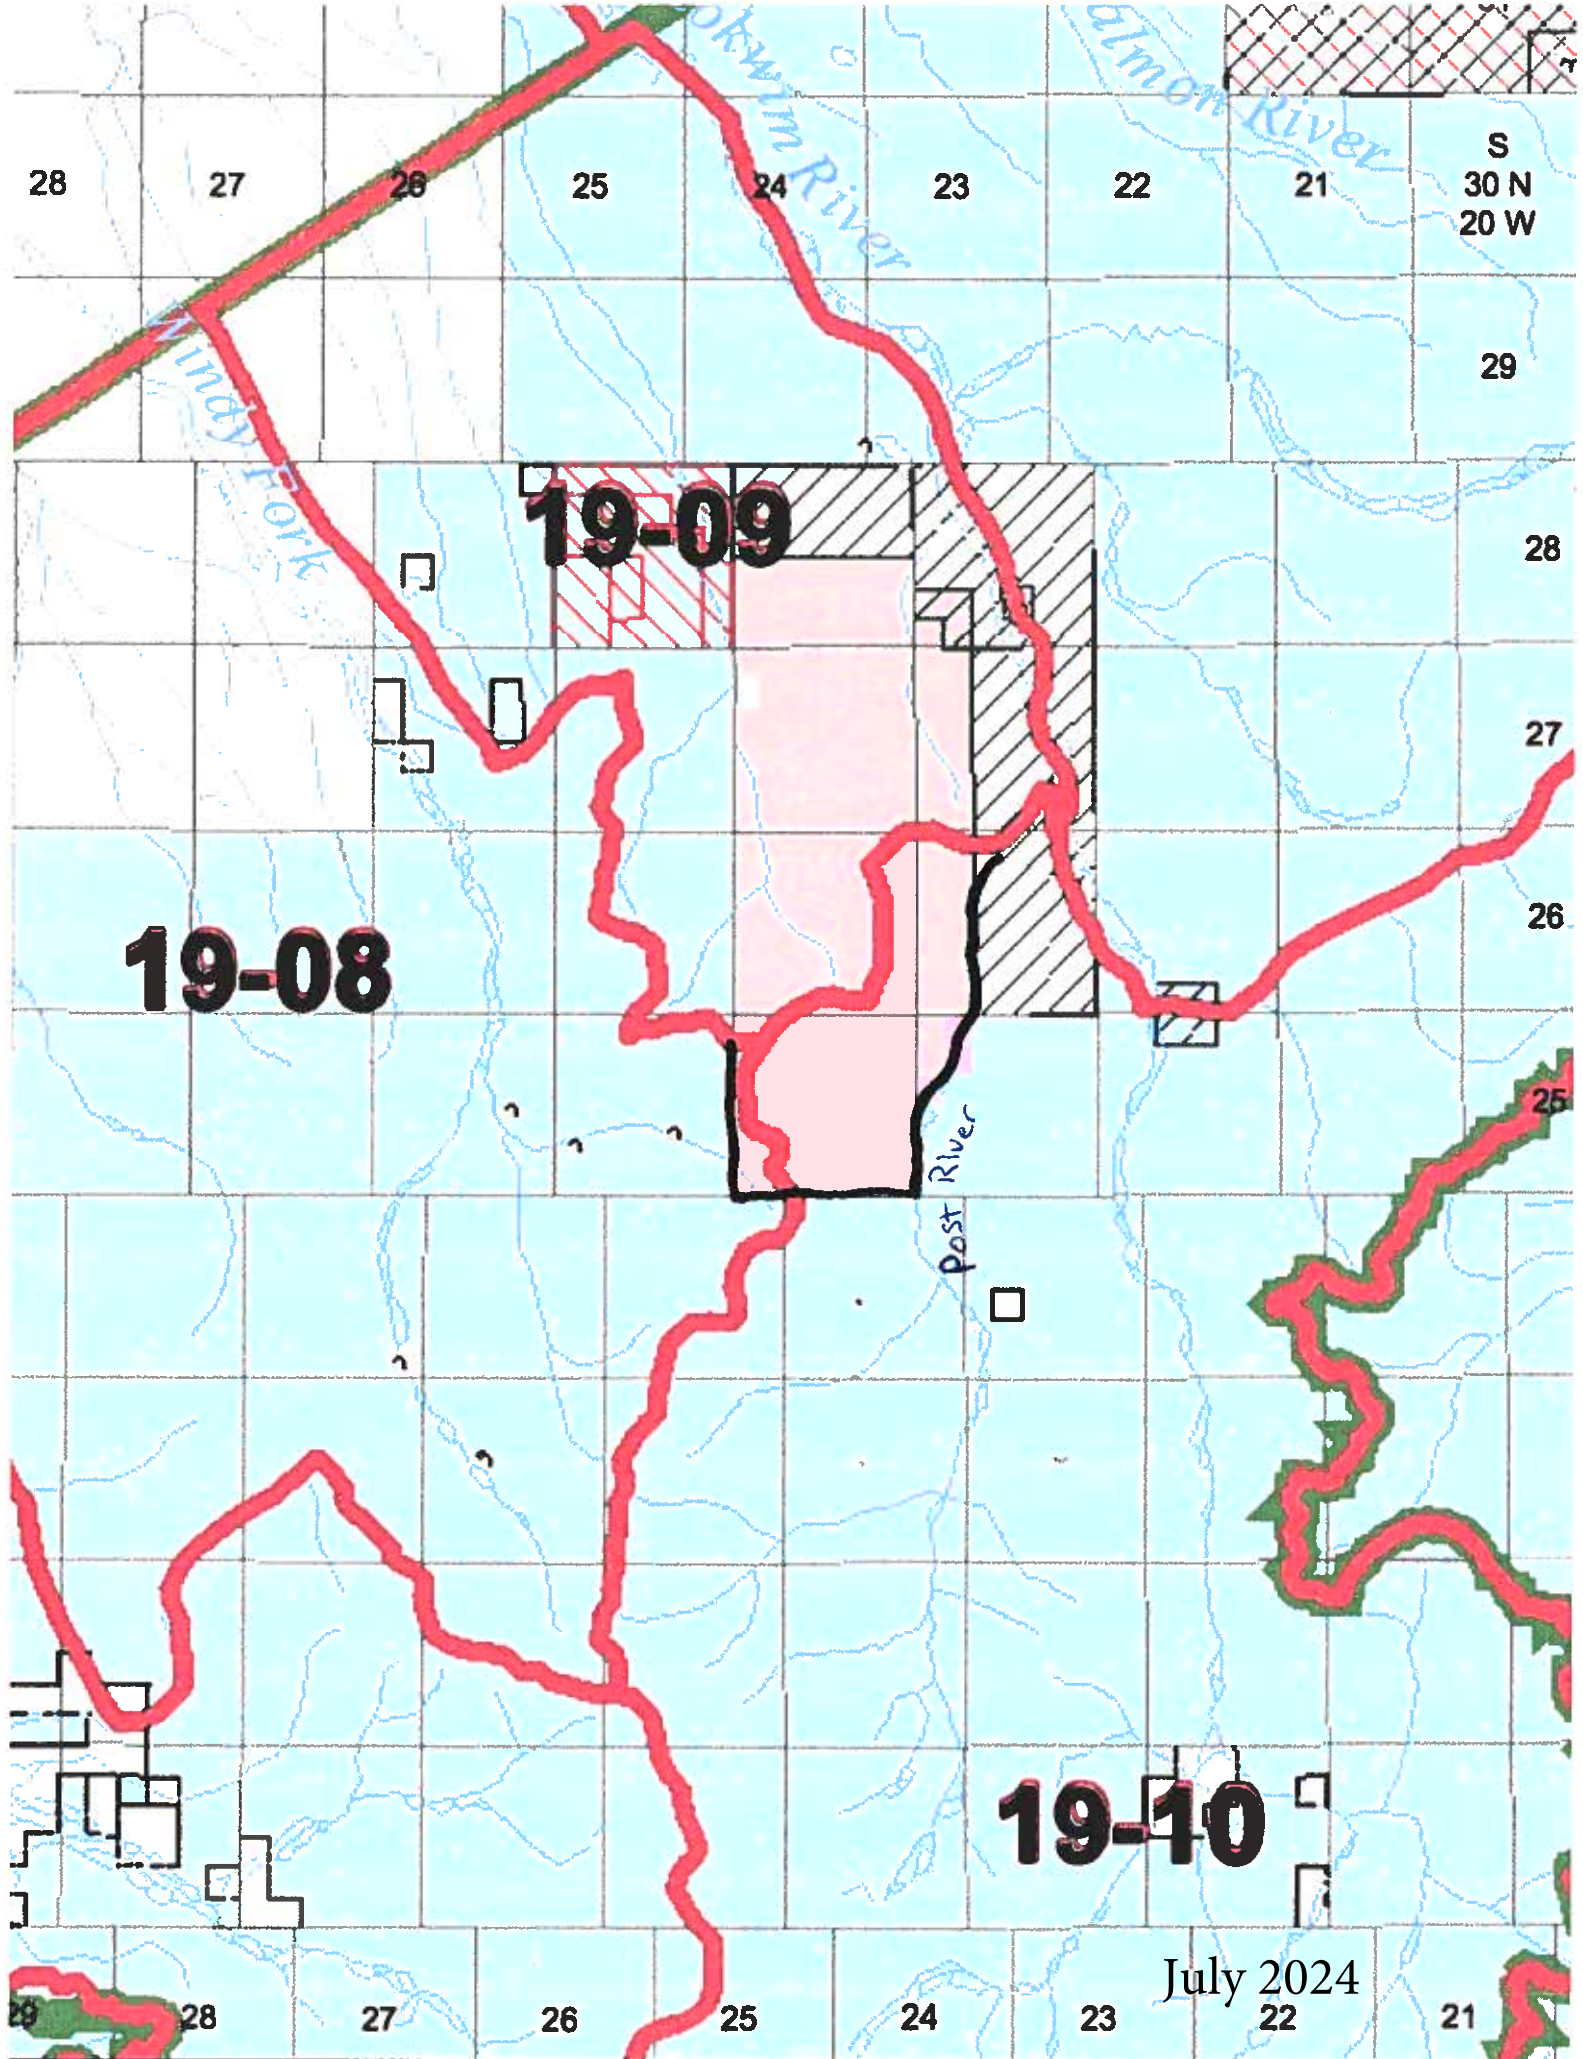 okwim River
almon River
28 27 26 25 24 23 22 21
S
30 N
20 W
29
Windy Fork
19-09
28
27
19-08
26
25
Post River
19-10
July 2024
29 28 27 26 25 24 23 22 21